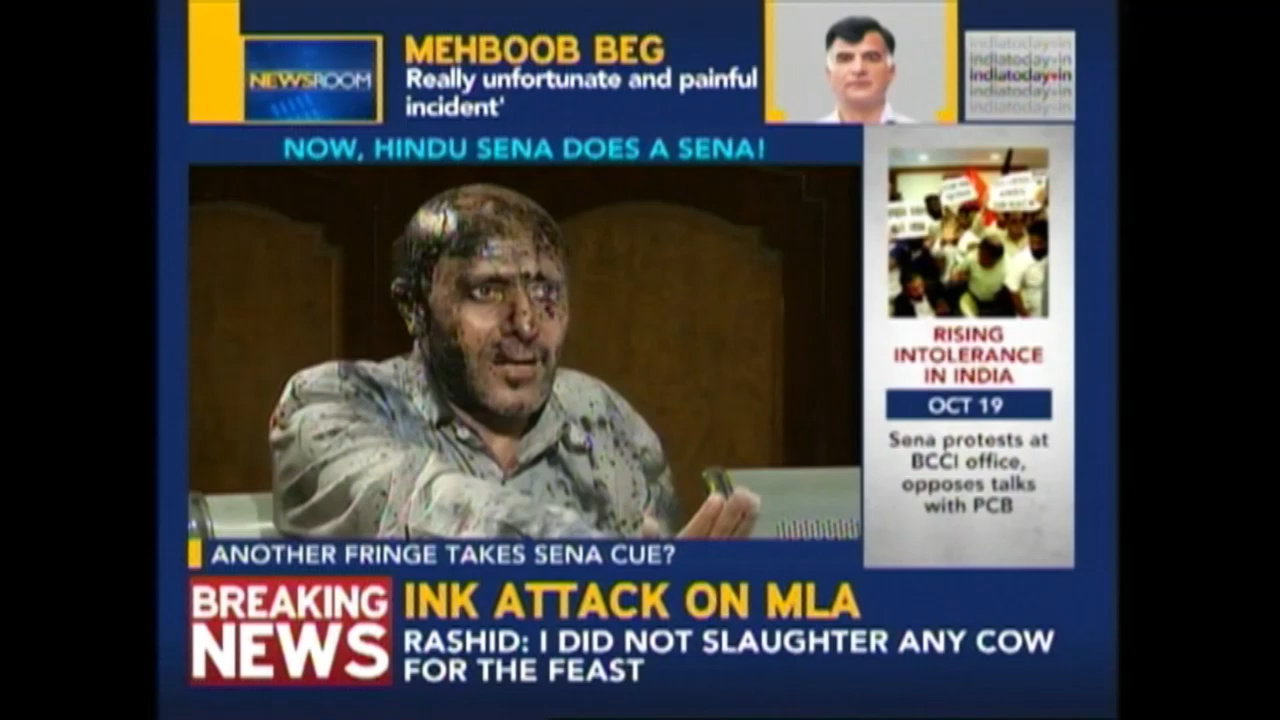 NEWSROOM
MEHBOOB BEG
Really unfortunate and painful
incident'
indiatoday.in
indiatoday.in
indiatoday.in
indiatoday.in
indiatoday.in
NOW, HINDU SENA DOES A SENA!
RISING
INTOLERANCE
IN INDIA
OCT 19
Sena protests at
BCCI office,
opposes talks
with PCB
ANOTHER FRINGE TAKES SENA CUE?
BREAKING
NEWS
INK ATTACK ON MLA
RASHID: I DID NOT SLAUGHTER ANY COW
FOR THE FEAST